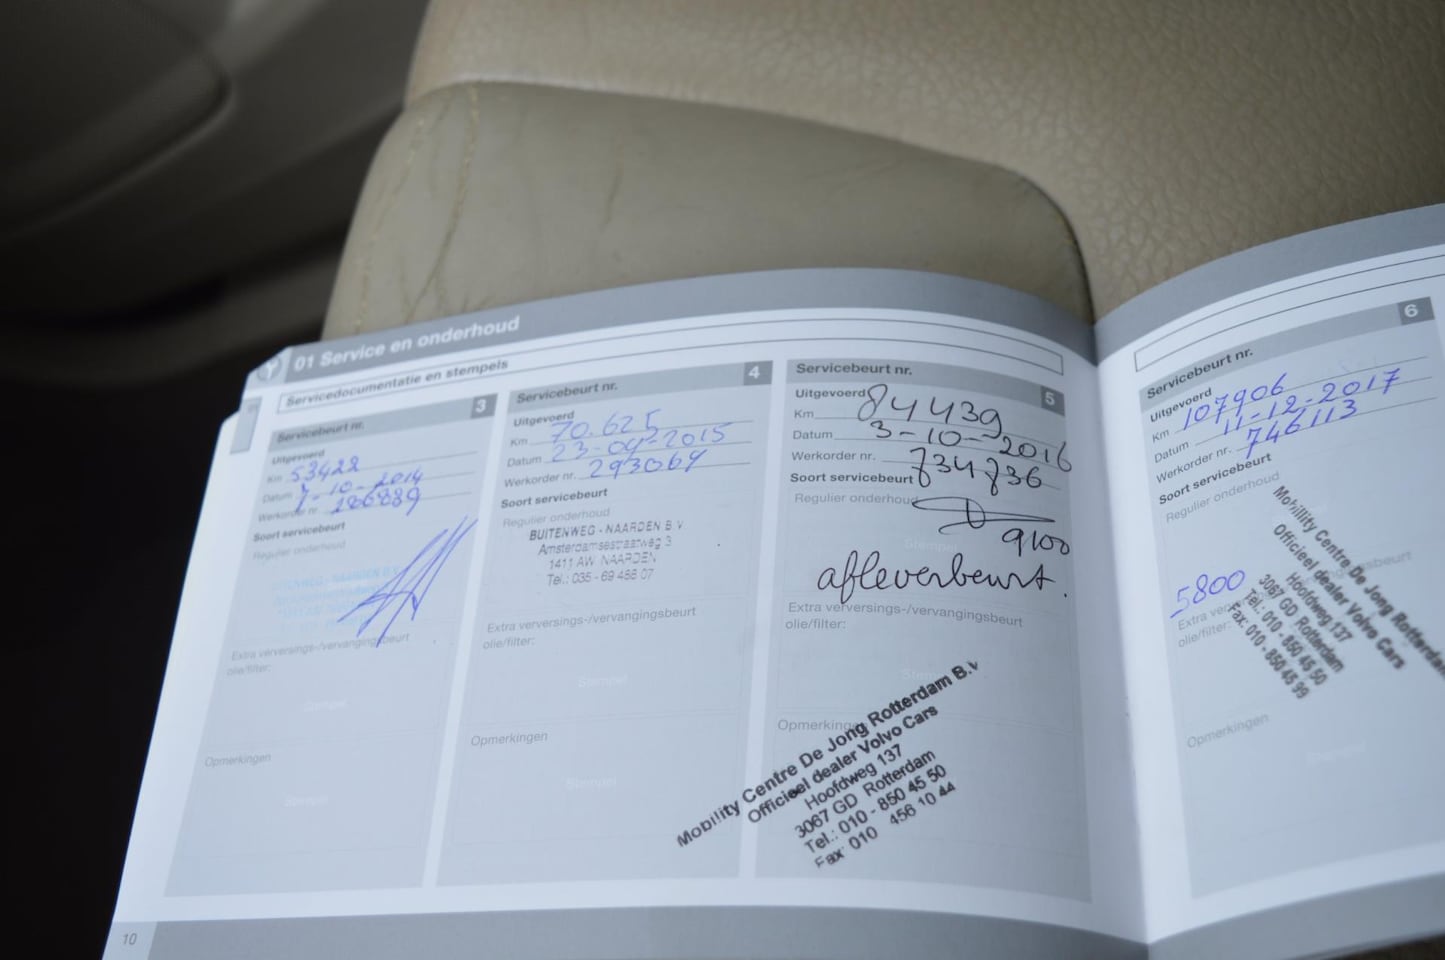 01 Service en onderhoud
Servicedocumentatie en stempels
Servicebeurt nr. 3
Uitgevoerd
Km 53422
Datum 7-10-2014
Werkorder nr. 286889
Soort servicebeurt
Regulier onderhoud
Extra verversings-/vervangingsbeurt
olie/filter:
Stempel
Opmerkingen
Stempel
10
Servicebeurt nr. 4
Uitgevoerd
Km 70.625
Datum 23-04-2015
Werkorder nr. 293064
Soort servicebeurt
Regulier onderhoud
BUITENWEG - NAARDEN B.V.
Amsterdamsestraatweg 3
1411 AW NAARDEN
Tel.: 035 - 69 486 07
Extra verversings-/vervangingsbeurt
olie/filter:
Stempel
Opmerkingen
Stempel
Servicebeurt nr. 5
Uitgevoerd
Km 84439
Datum 3-10-2016
Werkorder nr. 734736
Soort servicebeurt
Regulier onderhoud
Stempel
9100
afleverbeurt.
Extra verversings-/vervangingsbeurt
olie/filter:
Opmerkingen
Mobility Centre De Jong Rotterdam B.V
Officieel dealer Volvo Cars
Hoofdweg 137
3067 GD Rotterdam
Tel.: 010 - 850 45 50
Fax: 010 456 10 44
Servicebeurt nr. 6
Uitgevoerd
Km 107906
Datum 11-12-2017
Werkorder nr. 746113
Soort servicebeurt
Regulier onderhoud
5800
Mobility Centre De Jong Rotterdam
Officieel dealer Volvo Cars
Hoofdweg 137
3067 GD Rotterdam
Tel.: 010 - 850 45 50
Fax: 010 - 850 45 99
olie/filter:
Opmerkingen
Stempel